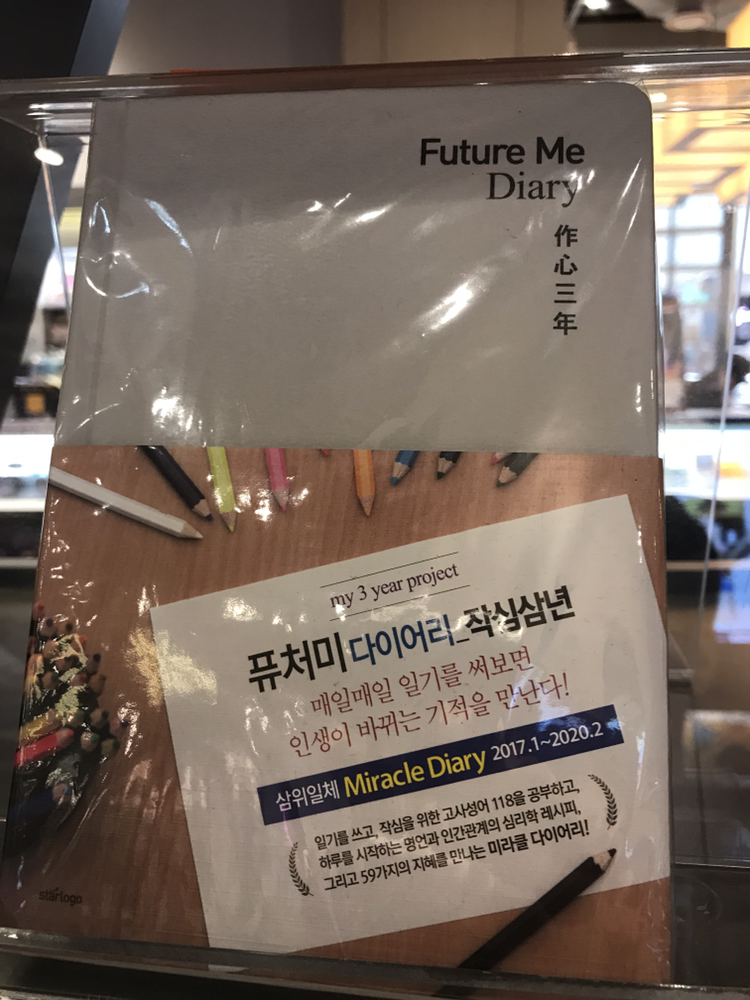 Future Me
Diary
作心三年
my 3 year project
퓨처미 다이어리_작심삼년
매일매일 일기를 써보면
인생이 바뀌는 기적을 만난다!
삼위일체 Miracle Diary 2017.1~2020.2
일기를 쓰고, 작심을 위한 고사성어 118을 공부하고,
하루를 시작하는 명언과 인간관계의 심리학 레시피,
그리고 59가지의 지혜를 만나는 미라클 다이어리!
starlogo